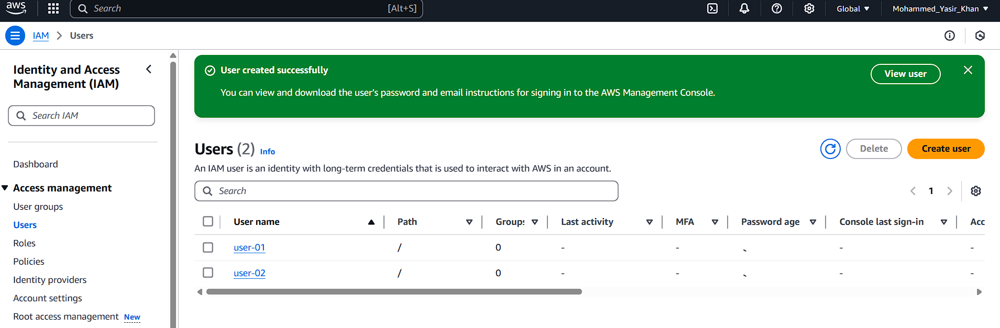 aws Search [Alt+S] Global Mohammed_Yasir_Khan
IAM Users
Identity and Access
Management (IAM)
Search IAM
Dashboard
Access management
User groups
Users
Roles
Policies
Identity providers
Account settings
Root access management New
User created successfully
View user
You can view and download the user's password and email instructions for signing in to the AWS Management Console.
Users (2) Info
Delete Create user
An IAM user is an identity with long-term credentials that is used to interact with AWS in an account.
Search
1
User name Path Groups Last activity MFA Password age Console last sign-in Acc
user-01 / 0 - - - -
user-02 / 0 - - - -